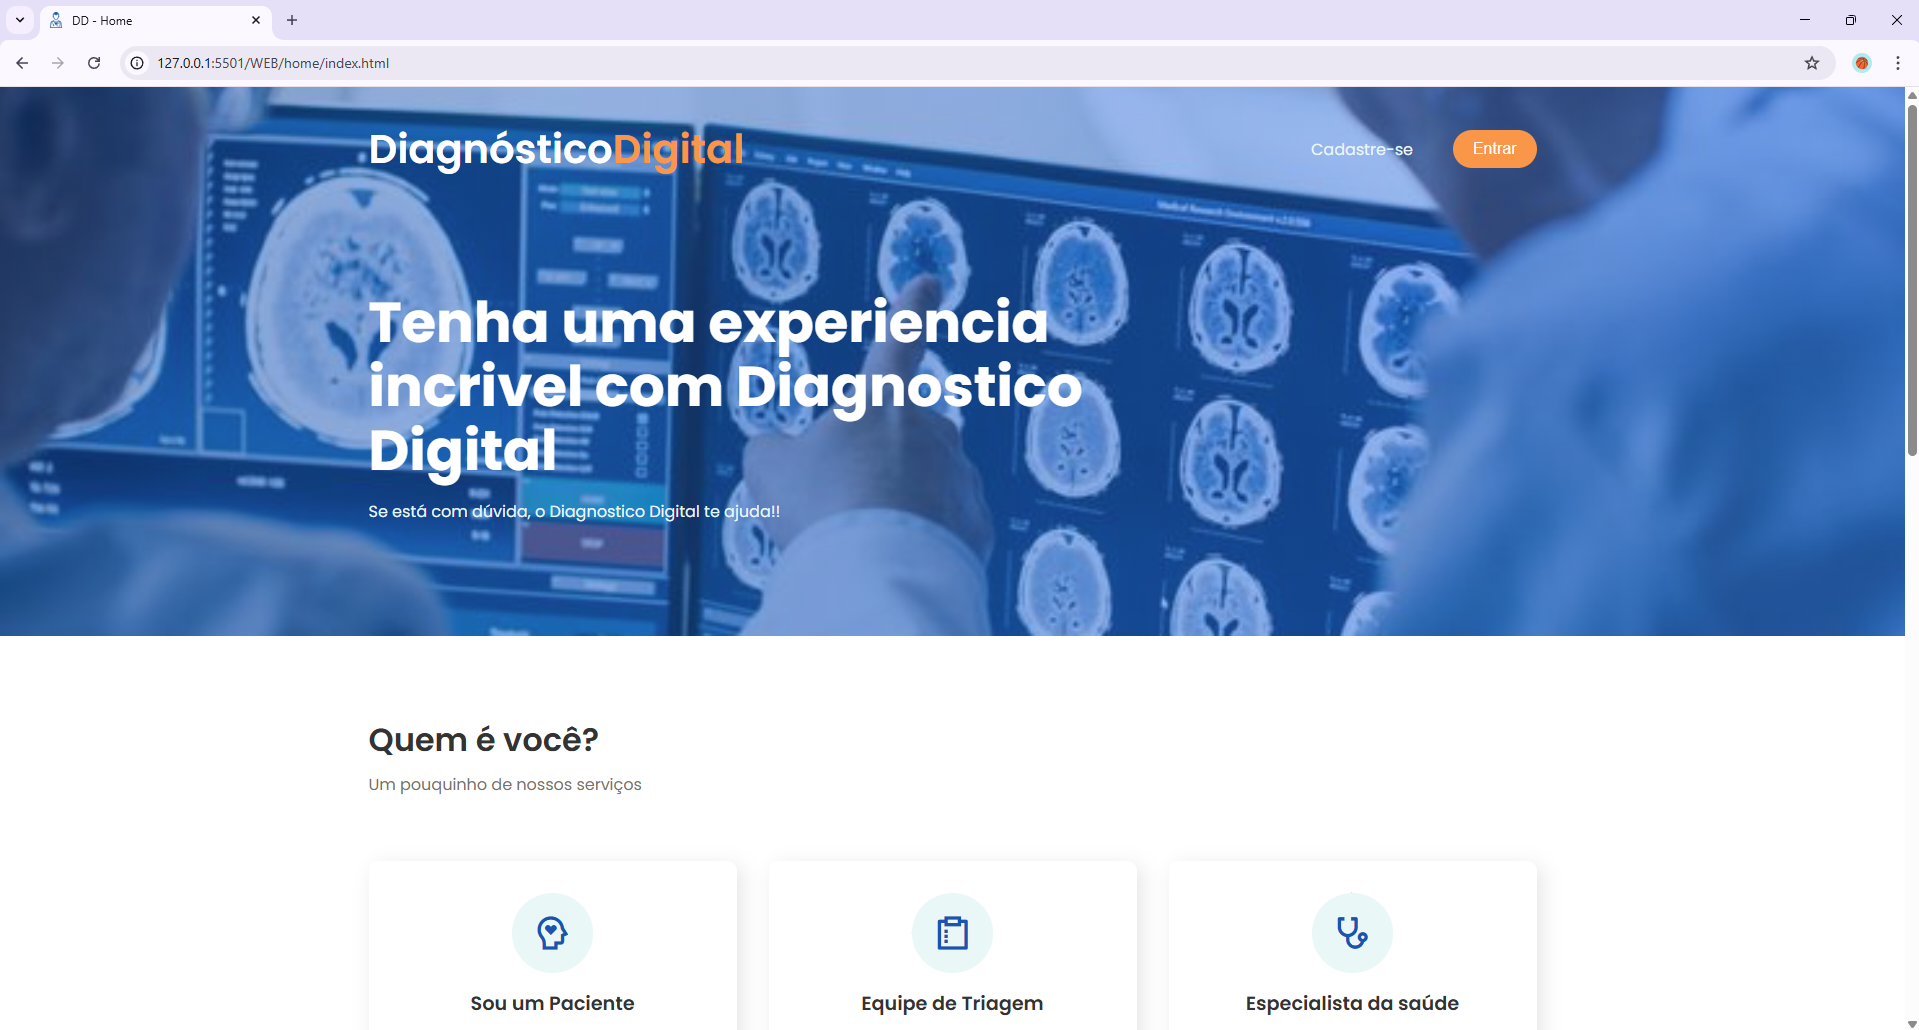 DD - Home
127.0.0.1:5501/WEB/home/index.html
DiagnósticoDigital
Cadastre-se
Entrar
Tenha uma experiencia
incrivel com Diagnostico
Digital
Se está com dúvida, o Diagnostico Digital te ajuda!!
Quem é você?
Um pouquinho de nossos serviços
Sou um Paciente
Equipe de Triagem
Especialista da saúde